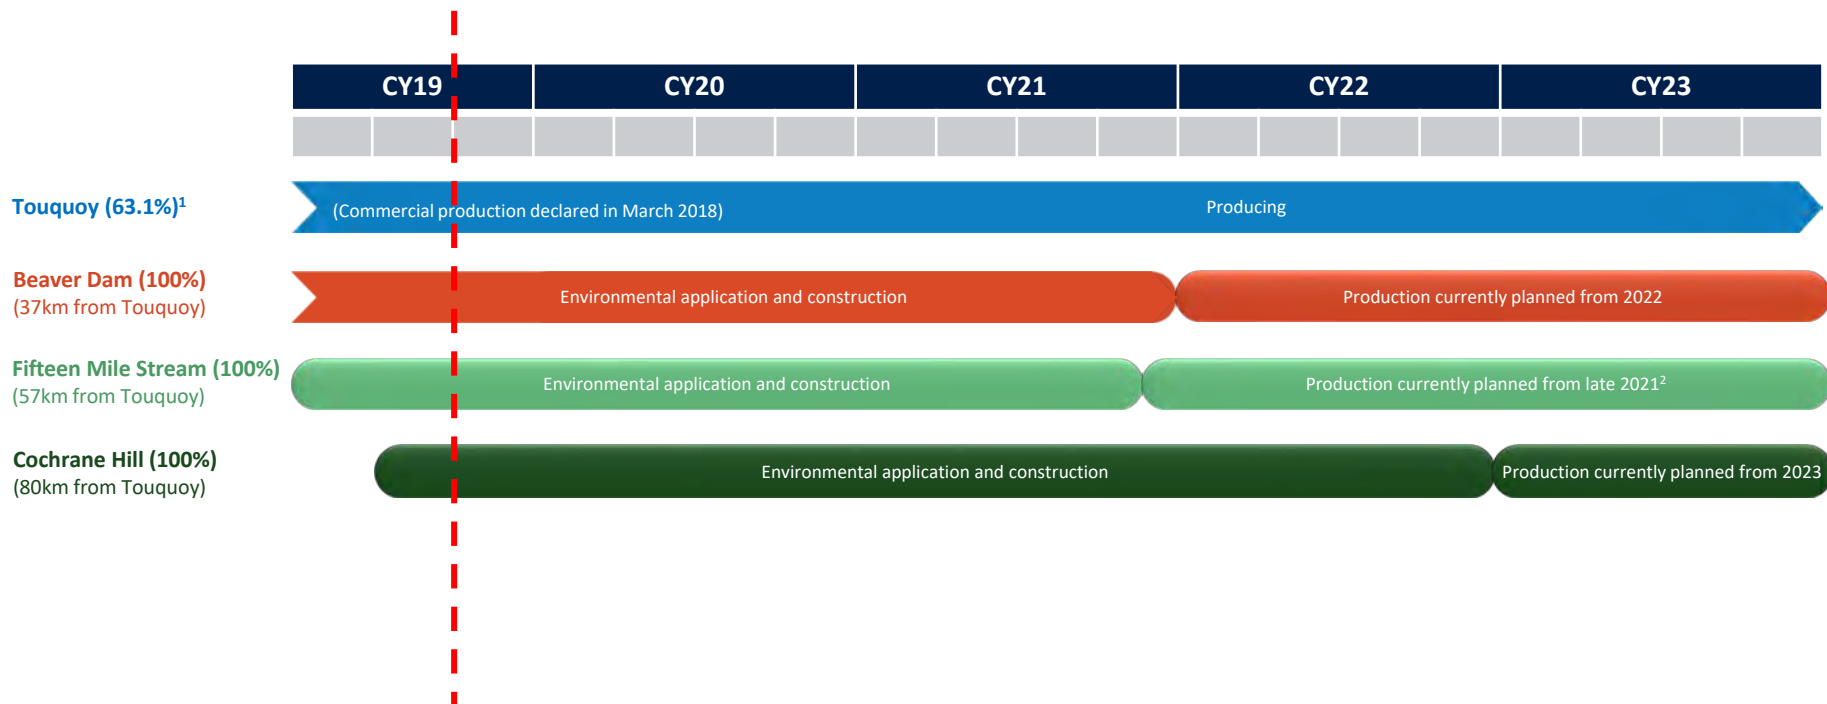 CY19 CY20 CY21 CY22 CY23
Touquoy (63.1%)¹
(Commercial production declared in March 2018)
Producing
Beaver Dam (100%)
(37km from Touquoy)
Environmental application and construction
Production currently planned from 2022
Fifteen Mile Stream (100%)
(57km from Touquoy)
Environmental application and construction
Production currently planned from late 2021²
Cochrane Hill (100%)
(80km from Touquoy)
Environmental application and construction
Production currently planned from 2023